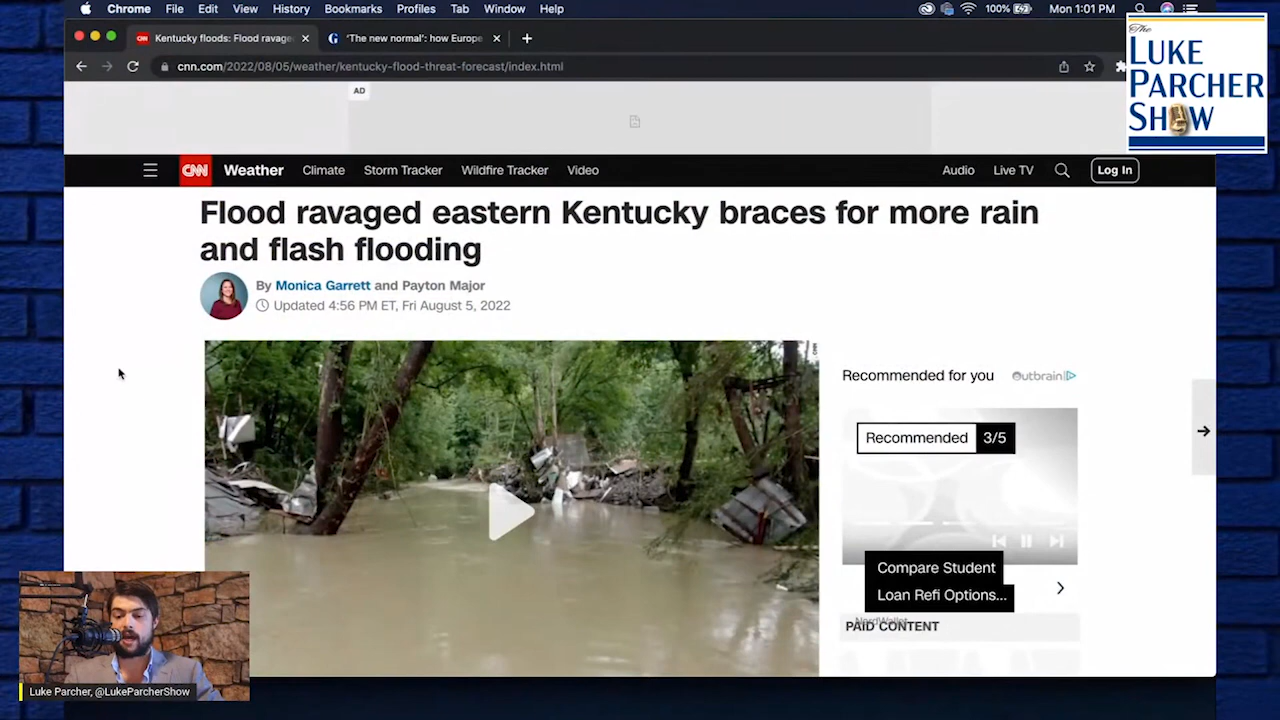 Chrome File Edit View History Bookmarks Profiles Tab Window Help
100% Mon 1:01 PM
Kentucky floods: Flood ravage
'The new normal': how Europe
cnn.com/2022/08/05/weather/kentucky-flood-threat-forecast/index.html
The
LUKE
PARCHER
SHOW
AD
CNN Weather Climate Storm Tracker Wildfire Tracker Video Audio Live TV Log In
Flood ravaged eastern Kentucky braces for more rain
and flash flooding
By Monica Garrett and Payton Major
Updated 4:56 PM ET, Fri August 5, 2022
CNN
Recommended for you
Outbrain
Recommended 3/5
Compare Student
Loan Refi Options...
NerdWallet
PAID CONTENT
Luke Parcher, @LukeParcherShow